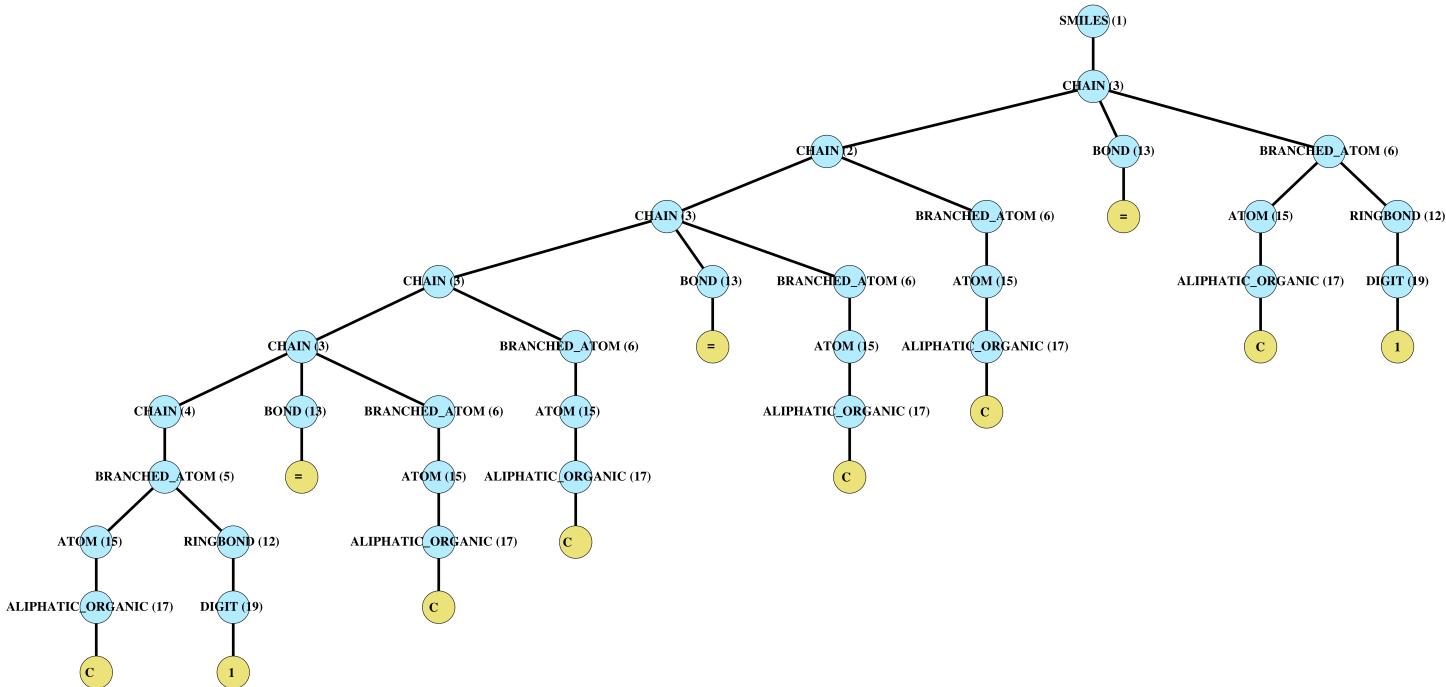 SMILES (1)
CHAIN (3)
CHAIN (2) BOND (13) BRANCHED_ATOM (6)
CHAIN (3) BRANCHED_ATOM (6) = ATOM (15) RINGBOND (12)
CHAIN (3) BOND (13) BRANCHED_ATOM (6) ATOM (15) ALIPHATIC_ORGANIC (17) DIGIT (19)
CHAIN (3) BRANCHED_ATOM (6) = ATOM (15) ALIPHATIC_ORGANIC (17) C 1
CHAIN (4) BOND (13) BRANCHED_ATOM (6) ATOM (15) ALIPHATIC_ORGANIC (17) C
BRANCHED_ATOM (5) = ATOM (15) ALIPHATIC_ORGANIC (17) C
ATOM (15) RINGBOND (12) ALIPHATIC_ORGANIC (17) C
ALIPHATIC_ORGANIC (17) DIGIT (19) C
C 1